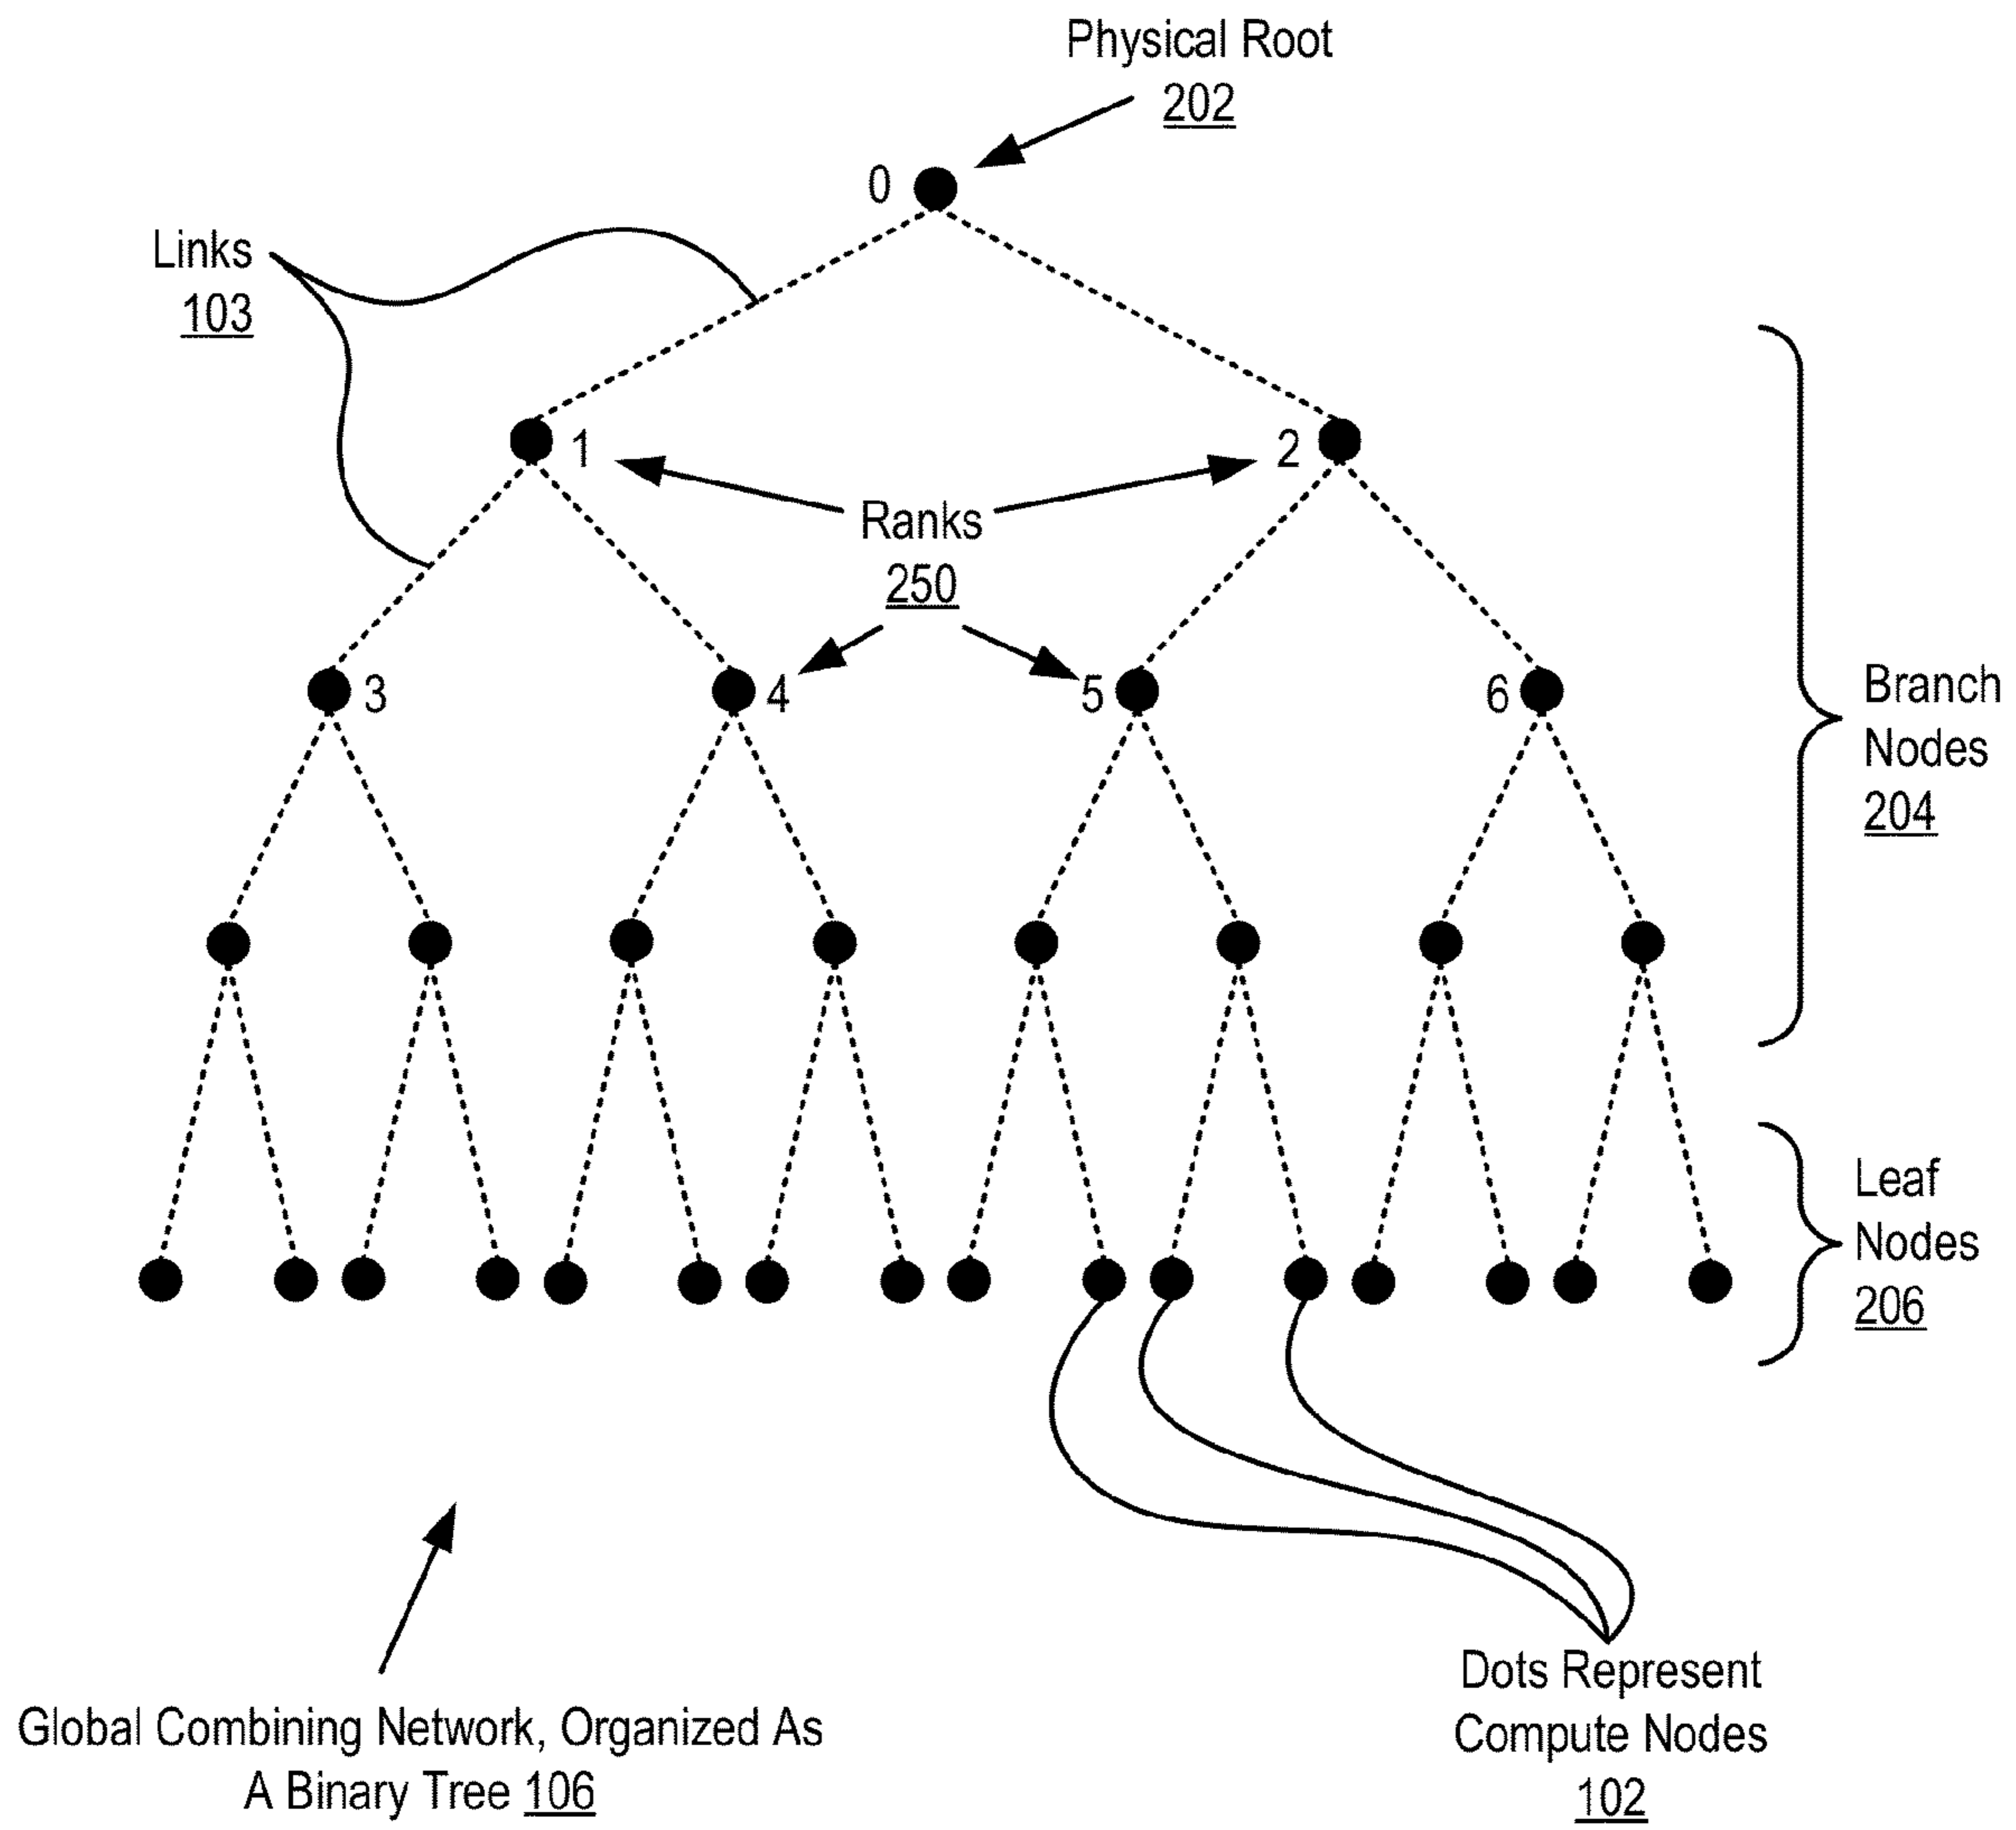 Physical Root
202
0
Links
103
1
2
Ranks
250
3
4
5
6
Branch
Nodes
204
Leaf
Nodes
206
Dots Represent
Compute Nodes
102
Global Combining Network, Organized As
A Binary Tree 106